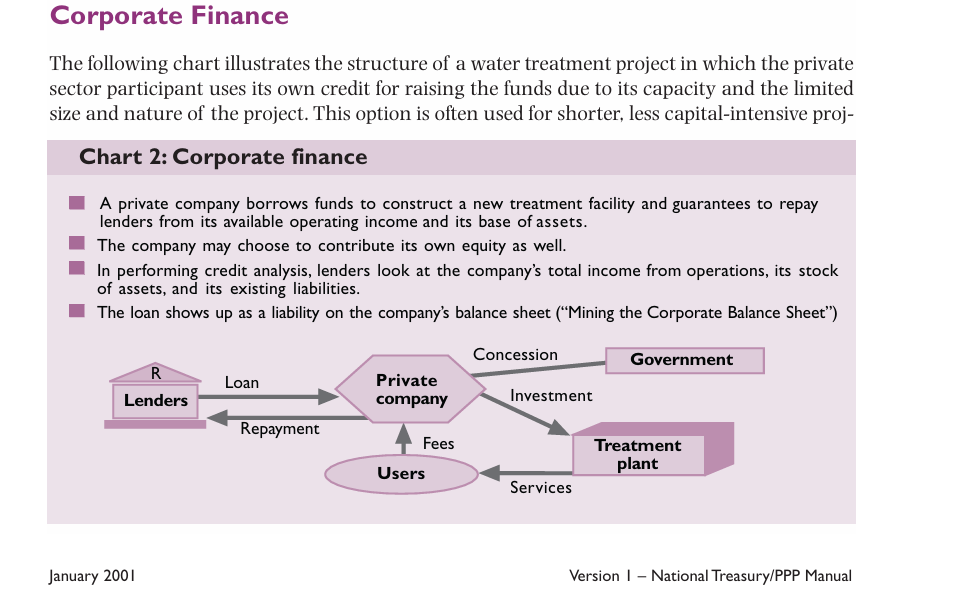 Corporate Finance
The following chart illustrates the structure of a water treatment project in which the private
sector participant uses its own credit for raising the funds due to its capacity and the limited
size and nature of the project. This option is often used for shorter, less capital-intensive proj-
Chart 2: Corporate finance
A private company borrows funds to construct a new treatment facility and guarantees to repay
lenders from its available operating income and its base of assets.
The company may choose to contribute its own equity as well.
In performing credit analysis, lenders look at the company's total income from operations, its stock
of assets, and its existing liabilities.
The loan shows up as a liability on the company's balance sheet (“Mining the Corporate Balance Sheet”)
R
Lenders
Loan
Repayment
Private
company
Concession
Government
Investment
Fees
Users
Treatment
plant
Services
January 2001
Version 1 – National Treasury/PPP Manual